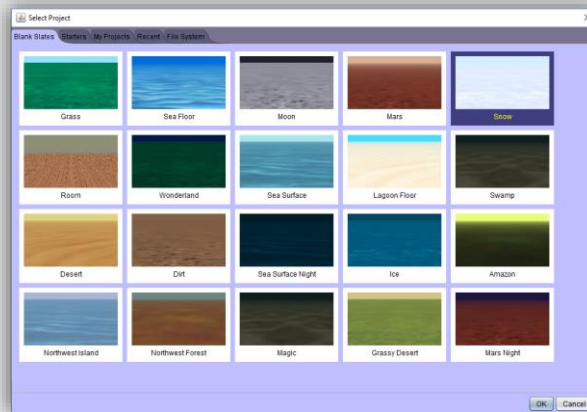 Select Project
Blank Slates Starters My Projects Recent File System
Grass Sea Floor Moon Mars Snow
Room Wonderland Sea Surface Lagoon Floor Swamp
Desert Dirt Sea Surface Night Ice Amazon
Northwest Island Northwest Forest Magic Grassy Desert Mars Night
OK Cancel